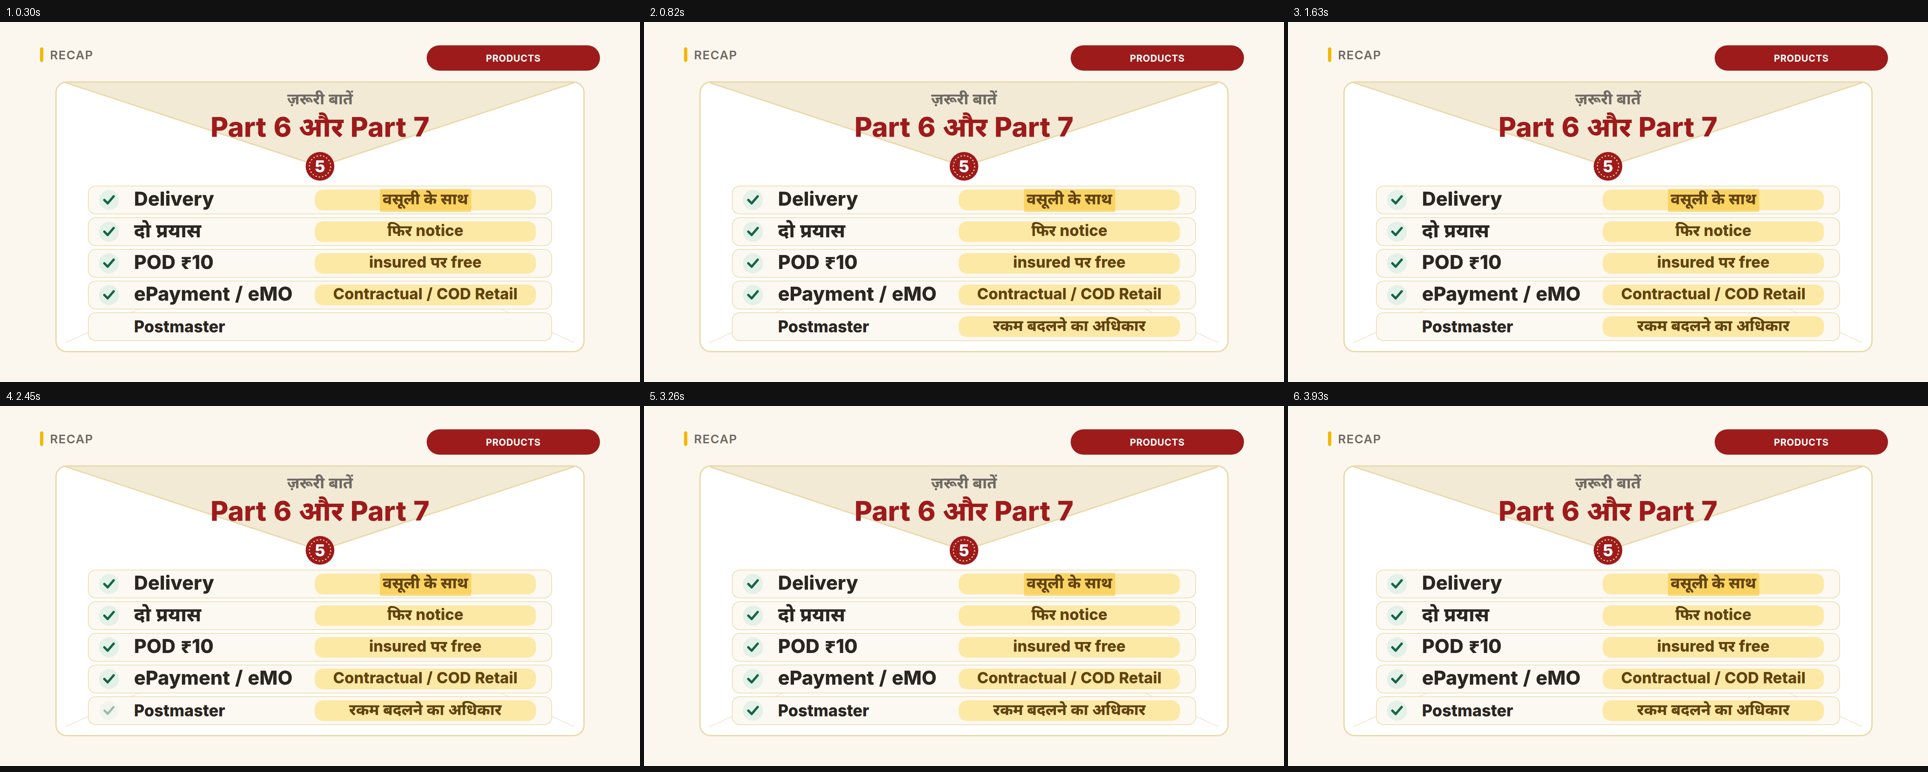 1. 0.30s
RECAP
PRODUCTS
ज़रूरी बातें
Part 6 और Part 7
5
Delivery वसूली के साथ
दो प्रयास फिर notice
POD ₹10 insured पर free
ePayment / eMO Contractual / COD Retail
Postmaster
2. 0.82s
RECAP
PRODUCTS
ज़रूरी बातें
Part 6 और Part 7
5
Delivery वसूली के साथ
दो प्रयास फिर notice
POD ₹10 insured पर free
ePayment / eMO Contractual / COD Retail
Postmaster रकम बदलने का अधिकार
3. 1.63s
RECAP
PRODUCTS
ज़रूरी बातें
Part 6 और Part 7
5
Delivery वसूली के साथ
दो प्रयास फिर notice
POD ₹10 insured पर free
ePayment / eMO Contractual / COD Retail
Postmaster रकम बदलने का अधिकार
4. 2.45s
RECAP
PRODUCTS
ज़रूरी बातें
Part 6 और Part 7
5
Delivery वसूली के साथ
दो प्रयास फिर notice
POD ₹10 insured पर free
ePayment / eMO Contractual / COD Retail
Postmaster रकम बदलने का अधिकार
5. 3.26s
RECAP
PRODUCTS
ज़रूरी बातें
Part 6 और Part 7
5
Delivery वसूली के साथ
दो प्रयास फिर notice
POD ₹10 insured पर free
ePayment / eMO Contractual / COD Retail
Postmaster रकम बदलने का अधिकार
6. 3.93s
RECAP
PRODUCTS
ज़रूरी बातें
Part 6 और Part 7
5
Delivery वसूली के साथ
दो प्रयास फिर notice
POD ₹10 insured पर free
ePayment / eMO Contractual / COD Retail
Postmaster रकम बदलने का अधिकार